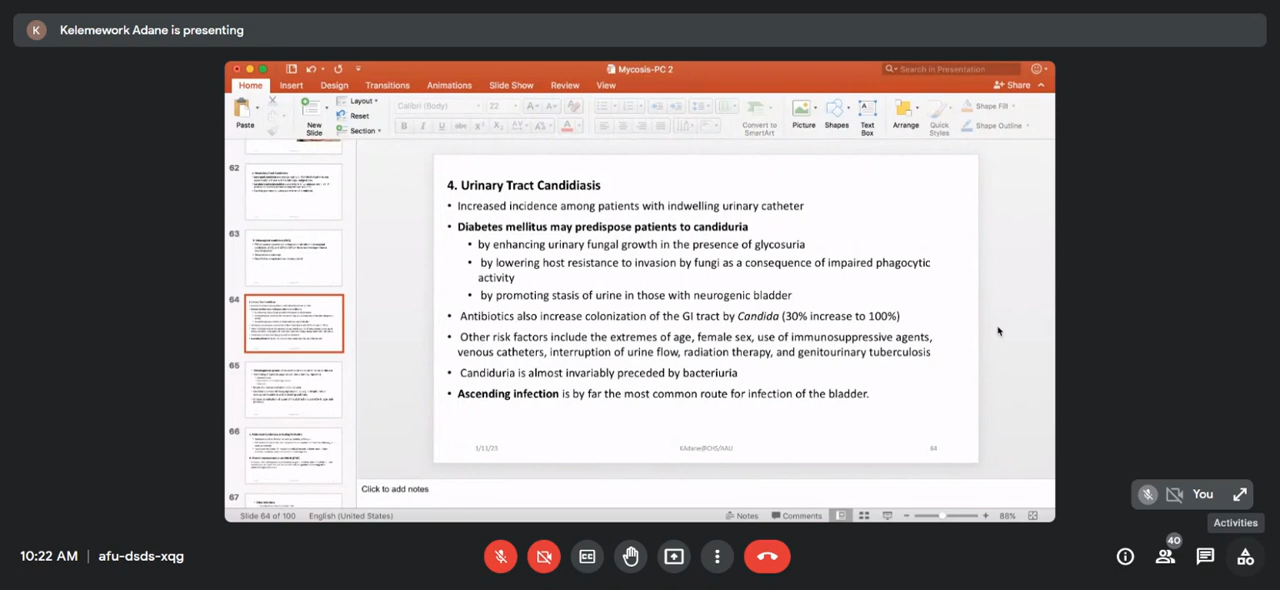 K Kelemework Adane is presenting
Mycosis-PC 2
Search in Presentation
Home Insert Design Transitions Animations Slide Show Review View
Share
Paste
New Slide
Layout
Reset
Section
Calibri (Body) 22
Convert to SmartArt
Picture
Shapes
Text Box
Arrange
Quick Styles
Shape Fill
Shape Outline
62
63
64
65
66
67
4. Urinary Tract Candidiasis
• Increased incidence among patients with indwelling urinary catheter
• Diabetes mellitus may predispose patients to candiduria
• by enhancing urinary fungal growth in the presence of glycosuria
• by lowering host resistance to invasion by fungi as a consequence of impaired phagocytic
activity
• by promoting stasis of urine in those with neurogenic bladder
• Antibiotics also increase colonization of the GI tract by Candida (30% increase to 100%)
• Other risk factors include the extremes of age, female sex, use of immunosuppressive agents,
venous catheters, interruption of urine flow, radiation therapy, and genitourinary tuberculosis
• Candiduria is almost invariably preceded by bacteriuria
• Ascending infection is by far the most common route for infection of the bladder.
1/11/23
KAdane@CHS/AAU
64
Click to add notes
Slide 64 of 100 English (United States)
Notes Comments 88%
You
Activities
10:22 AM | afu-dsds-xqg
40